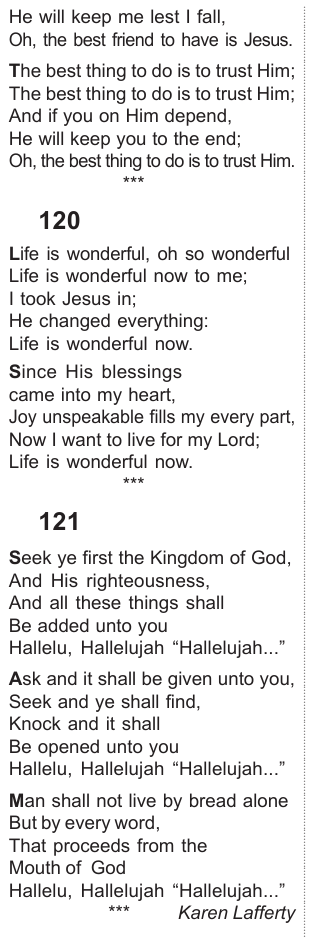 He will keep me lest I fall,
Oh, the best friend to have is Jesus.
The best thing to do is to trust Him;
The best thing to do is to trust Him;
And if you on Him depend,
He will keep you to the end;
Oh, the best thing to do is to trust Him.
***
120
Life is wonderful, oh so wonderful
Life is wonderful now to me;
I took Jesus in;
He changed everything:
Life is wonderful now.
Since His blessings
came into my heart,
Joy unspeakable fills my every part,
Now I want to live for my Lord;
Life is wonderful now.
***
121
Seek ye first the Kingdom of God,
And His righteousness,
And all these things shall
Be added unto you
Hallelu, Hallelujah “Hallelujah...”
Ask and it shall be given unto you,
Seek and ye shall find,
Knock and it shall
Be opened unto you
Hallelu, Hallelujah “Hallelujah...”
Man shall not live by bread alone
But by every word,
That proceeds from the
Mouth of God
Hallelu, Hallelujah “Hallelujah...”
*** Karen Lafferty